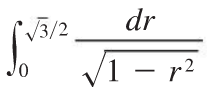 ∫₀^{√3/2} dr / √(1 − r²)